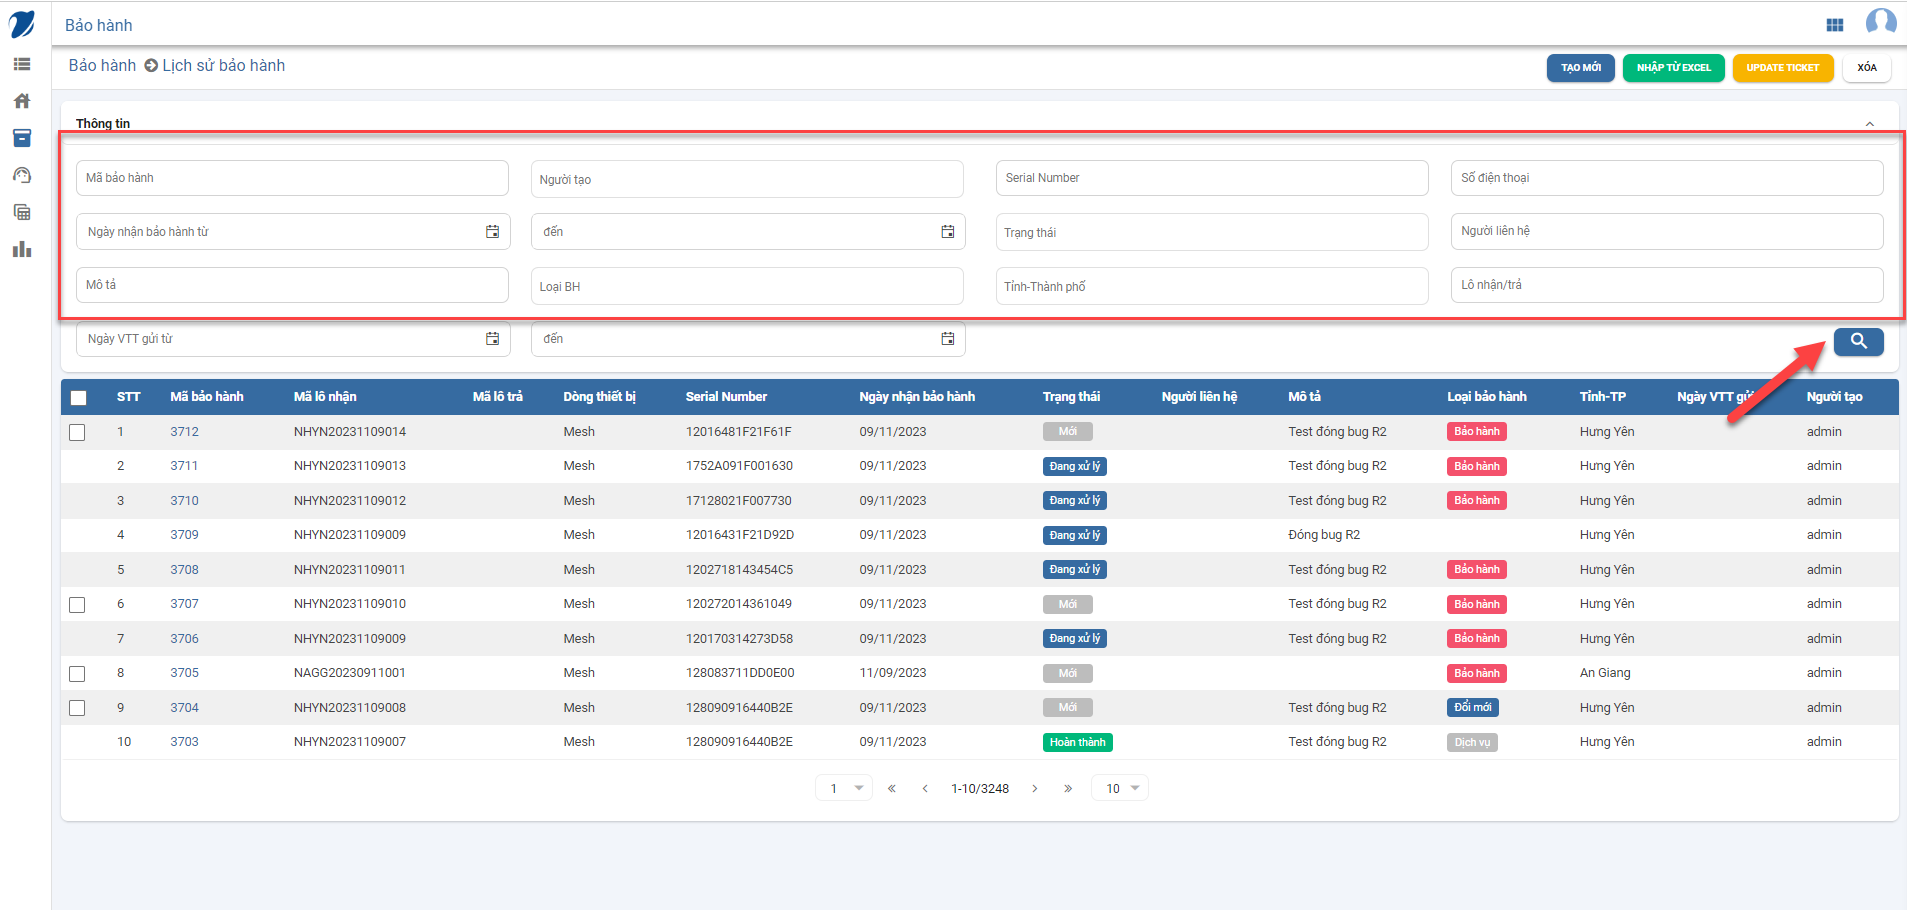 Bảo hành
Bảo hành Lịch sử bảo hành
TẠO MỚI NHẬP TỪ EXCEL UPDATE TICKET XÓA
Thông tin
Mã bảo hành Người tạo Serial Number Số điện thoại
Ngày nhận bảo hành từ đến Trạng thái Người liên hệ
Mô tả Loại BH Tỉnh-Thành phố Lô nhận/trả
Ngày VTT gửi từ đến
STT Mã bảo hành Mã lô nhận Mã lô trả Dòng thiết bị Serial Number Ngày nhận bảo hành Trạng thái Người liên hệ Mô tả Loại bảo hành Tỉnh-TP Ngày VTT gửi Người tạo
1 3712 NHYN20231109014 Mesh 12016481F21F61F 09/11/2023 Mới Test đóng bug R2 Bảo hành Hưng Yên admin
2 3711 NHYN20231109013 Mesh 1752A091F001630 09/11/2023 Đang xử lý Test đóng bug R2 Bảo hành Hưng Yên admin
3 3710 NHYN20231109012 Mesh 17128021F007730 09/11/2023 Đang xử lý Test đóng bug R2 Bảo hành Hưng Yên admin
4 3709 NHYN20231109009 Mesh 12016431F21D92D 09/11/2023 Đang xử lý Đóng bug R2 Hưng Yên admin
5 3708 NHYN20231109011 Mesh 1202718143454C5 09/11/2023 Đang xử lý Test đóng bug R2 Bảo hành Hưng Yên admin
6 3707 NHYN20231109010 Mesh 120272014361049 09/11/2023 Mới Test đóng bug R2 Bảo hành Hưng Yên admin
7 3706 NHYN20231109009 Mesh 120170314273D58 09/11/2023 Đang xử lý Test đóng bug R2 Bảo hành Hưng Yên admin
8 3705 NAGG20230911001 Mesh 128083711DD0E00 11/09/2023 Mới Bảo hành An Giang admin
9 3704 NHYN20231109008 Mesh 128090916440B2E 09/11/2023 Mới Test đóng bug R2 Đổi mới Hưng Yên admin
10 3703 NHYN20231109007 Mesh 128090916440B2E 09/11/2023 Hoàn thành Test đóng bug R2 Dịch vụ Hưng Yên admin
1 « ‹ 1-10/3248 › » 10